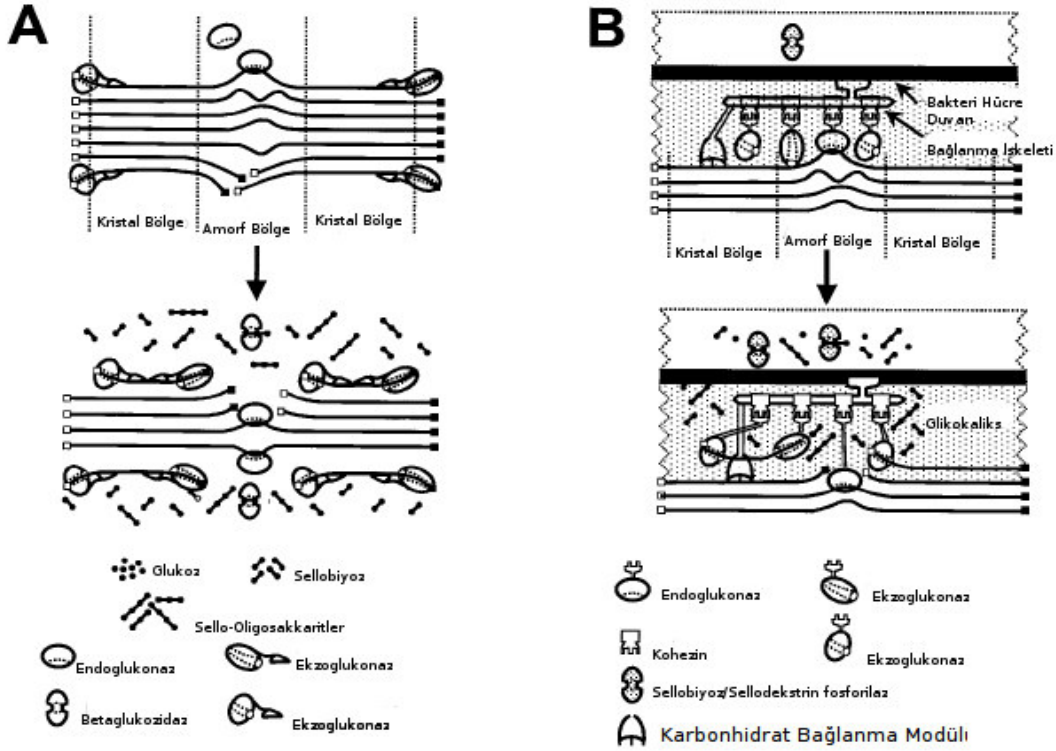 A
Kristal Bölge
Amorf Bölge
Kristal Bölge
Glukoz
Sellobiyoz
Sello-Oligosakkaritler
Endoglukonaz
Ekzoglukonaz
Betaglukozidaz
Ekzoglukonaz
B
Bakteri Hücre
Duvarı
Bağlanma İskeleti
Kristal Bölge
Amorf Bölge
Kristal Bölge
Glikokaliks
Endoglukonaz
Ekzoglukonaz
Kohezin
Ekzoglukonaz
Sellobiyoz/Sellodekstrin fosforilaz
Karbonhidrat Bağlanma Modülü